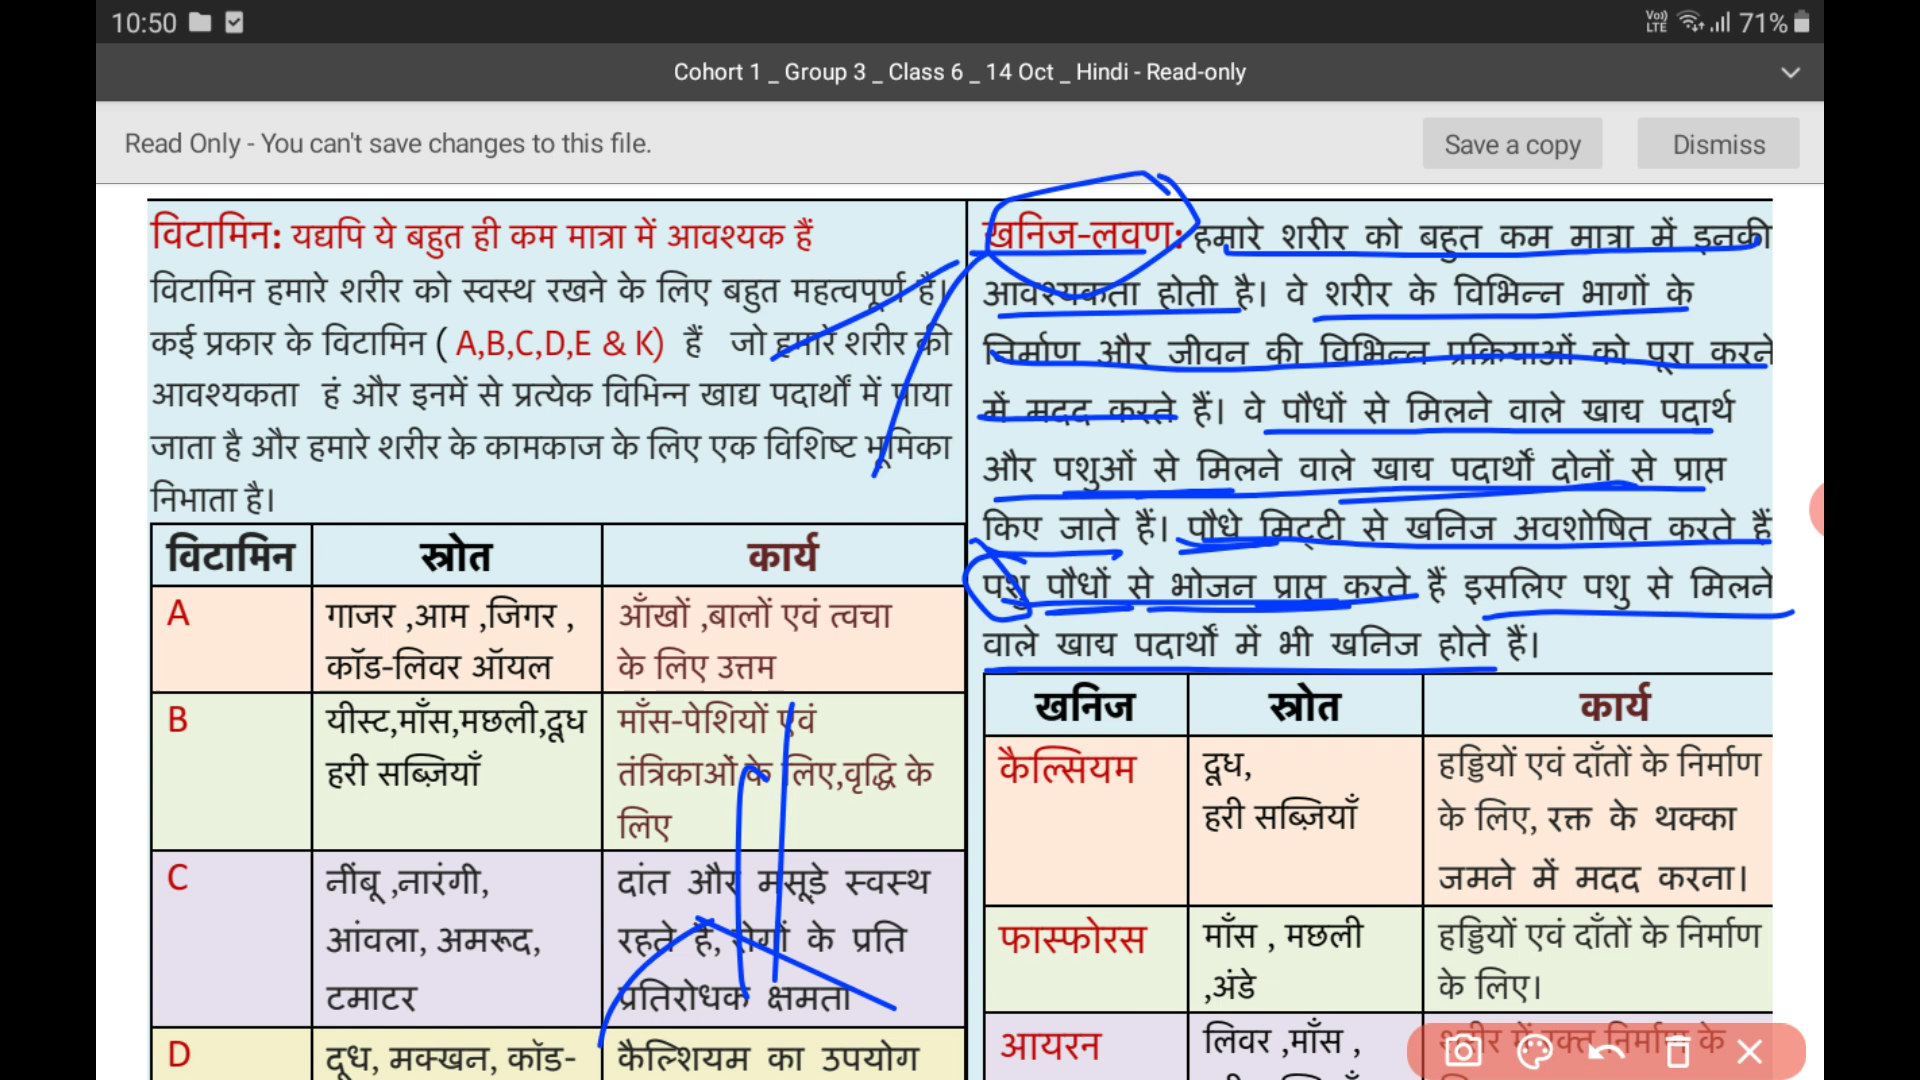 10:50
Vo)) LTE 71%
Cohort 1 _ Group 3 _ Class 6 _ 14 Oct _ Hindi - Read-only
Read Only - You can't save changes to this file.
Save a copy
Dismiss
विटामिन: यद्यपि ये बहुत ही कम मात्रा में आवश्यक हैं
विटामिन हमारे शरीर को स्वस्थ रखने के लिए बहुत महत्वपूर्ण है।
कई प्रकार के विटामिन ( A,B,C,D,E & K) हैं जो हमारे शरीर की
आवश्यकता हं और इनमें से प्रत्येक विभिन्न खाद्य पदार्थों में पाया
जाता है और हमारे शरीर के कामकाज के लिए एक विशिष्ट भूमिका
निभाता है।
विटामिन स्रोत कार्य
A गाजर ,आम ,जिगर , आँखों ,बालों एवं त्वचा
कॉड-लिवर ऑयल के लिए उत्तम
B यीस्ट,माँस,मछली,दूध माँस-पेशियों एवं
हरी सब्ज़ियाँ तंत्रिकाओं के लिए,वृद्धि के
लिए
C नींबू ,नारंगी, दांत और मसूड़े स्वस्थ
आंवला, अमरूद, रहते है, रोगों के प्रति
टमाटर प्रतिरोधक क्षमता
D दूध, मक्खन, कॉड- कैल्शियम का उपयोग
खनिज-लवण: हमारे शरीर को बहुत कम मात्रा में इनकी
आवश्यकता होती है। वे शरीर के विभिन्न भागों के
निर्माण और जीवन की विभिन्न प्रक्रियाओं को पूरा करने
में मदद करते हैं। वे पौधों से मिलने वाले खाद्य पदार्थ
और पशुओं से मिलने वाले खाद्य पदार्थों दोनों से प्राप्त
किए जाते हैं। पौधे मिट्टी से खनिज अवशोषित करते हैं
पशु पौधों से भोजन प्राप्त करते हैं इसलिए पशु से मिलने
वाले खाद्य पदार्थों में भी खनिज होते हैं।
खनिज स्रोत कार्य
कैल्सियम दूध, हड्डियों एवं दाँतों के निर्माण
हरी सब्ज़ियाँ के लिए, रक्त के थक्का
जमने में मदद करना।
फास्फोरस माँस , मछली हड्डियों एवं दाँतों के निर्माण
,अंडे के लिए।
आयरन लिवर ,माँस , शरीर में रक्त निर्माण के